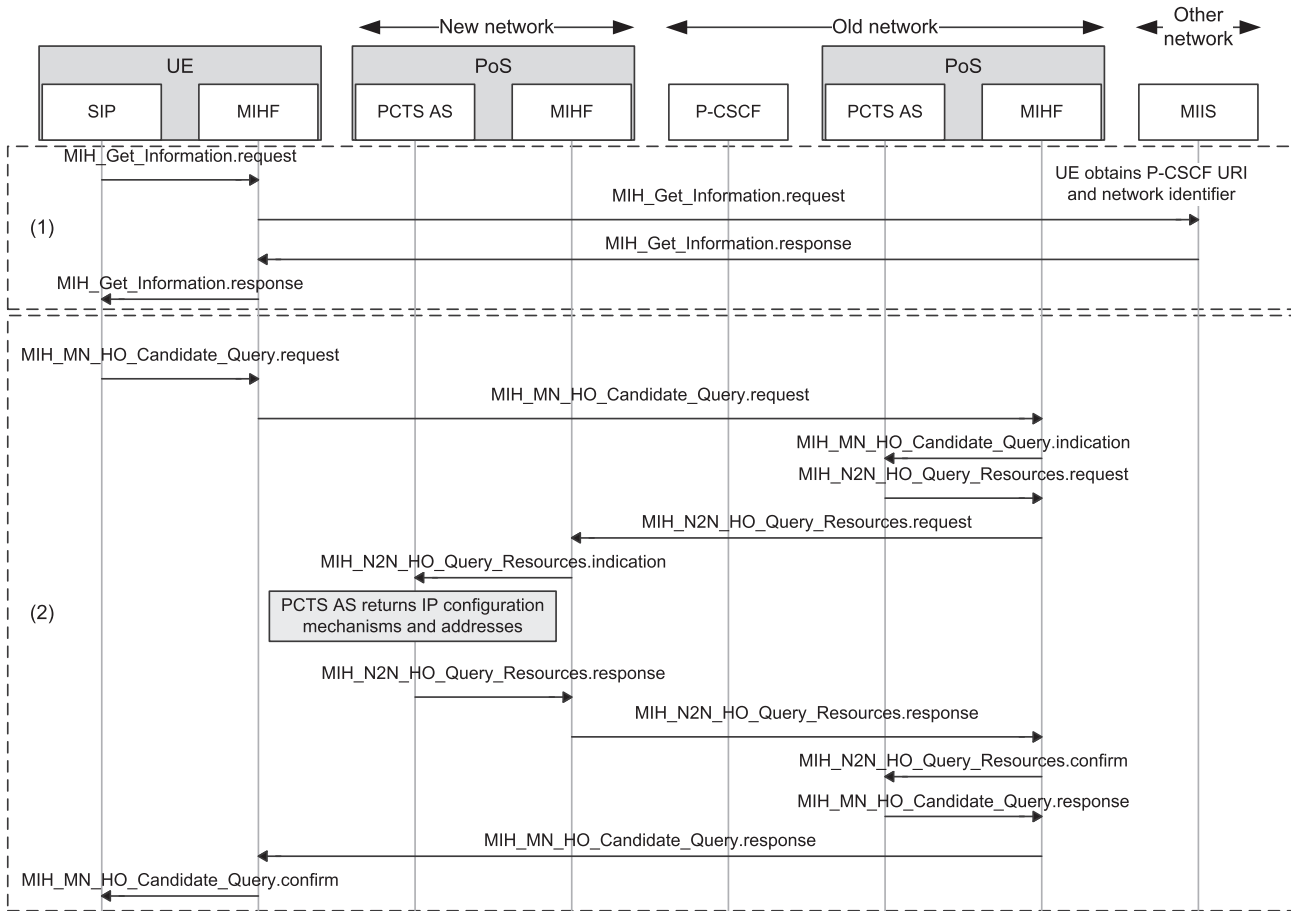 New network
Old network
Other
network
UE
PoS
PoS
SIP
MIHF
PCTS AS
MIHF
P-CSCF
PCTS AS
MIHF
MIIS
MIH_Get_Information.request
UE obtains P-CSCF URI
and network identifier
MIH_Get_Information.request
(1)
MIH_Get_Information.response
MIH_Get_Information.response
MIH_MN_HO_Candidate_Query.request
MIH_MN_HO_Candidate_Query.request
MIH_MN_HO_Candidate_Query.indication
MIH_N2N_HO_Query_Resources.request
MIH_N2N_HO_Query_Resources.request
MIH_N2N_HO_Query_Resources.indication
(2)
PCTS AS returns IP configuration
mechanisms and addresses
MIH_N2N_HO_Query_Resources.response
MIH_N2N_HO_Query_Resources.response
MIH_N2N_HO_Query_Resources.confirm
MIH_MN_HO_Candidate_Query.response
MIH_MN_HO_Candidate_Query.response
MIH_MN_HO_Candidate_Query.confirm